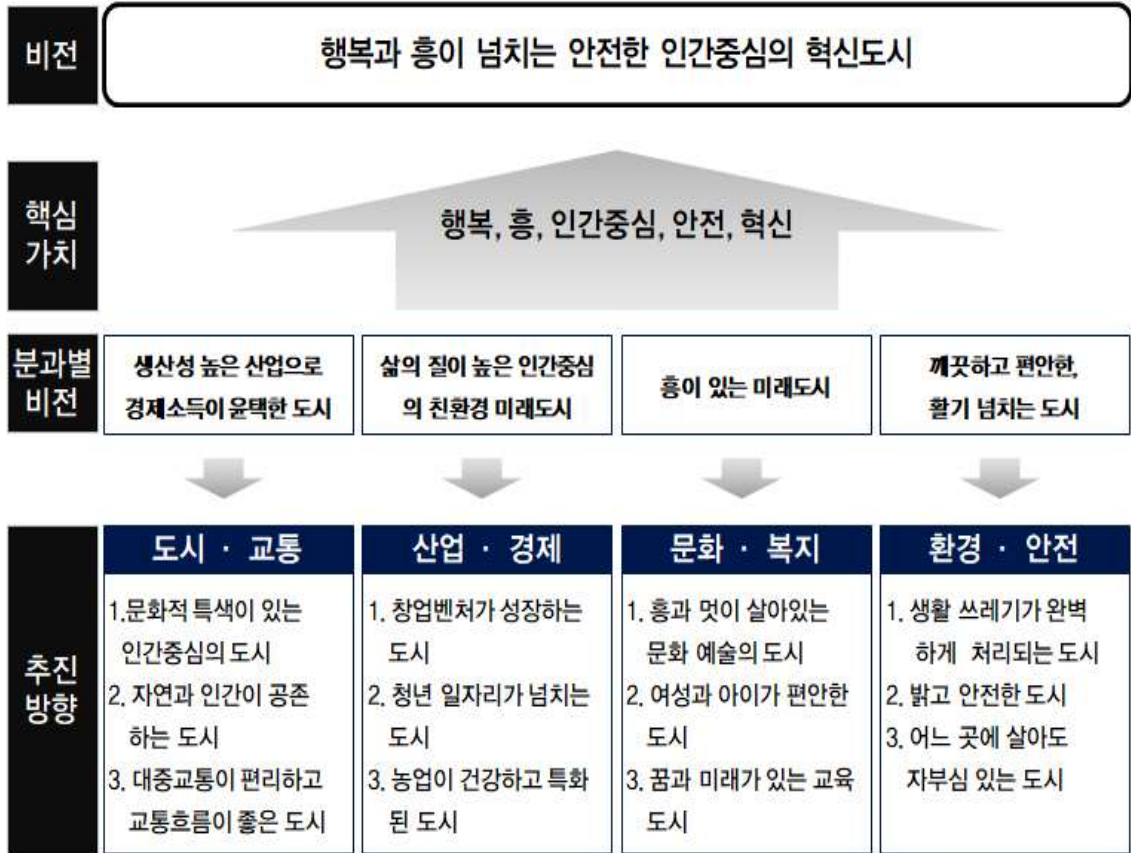 비전
행복과 흥이 넘치는 안전한 인간중심의 혁신도시
핵심
가치
행복, 흥, 인간중심, 안전, 혁신
분과별
비전
생산성 높은 산업으로
경제소득이 윤택한 도시
삶의 질이 높은 인간중심
의 친환경 미래도시
흥이 있는 미래도시
깨끗하고 편안한,
활기 넘치는 도시
추진
방향
도시 · 교통
1.문화적 특색이 있는
인간중심의 도시
2. 자연과 인간이 공존
하는 도시
3. 대중교통이 편리하고
교통흐름이 좋은 도시
산업 · 경제
1. 창업벤처가 성장하는
도시
2. 청년 일자리가 넘치는
도시
3. 농업이 건강하고 특화
된 도시
문화 · 복지
1. 흥과 멋이 살아있는
문화 예술의 도시
2. 여성과 아이가 편안한
도시
3. 꿈과 미래가 있는 교육
도시
환경 · 안전
1. 생활 쓰레기가 완벽
하게 처리되는 도시
2. 밝고 안전한 도시
3. 어느 곳에 살아도
자부심 있는 도시